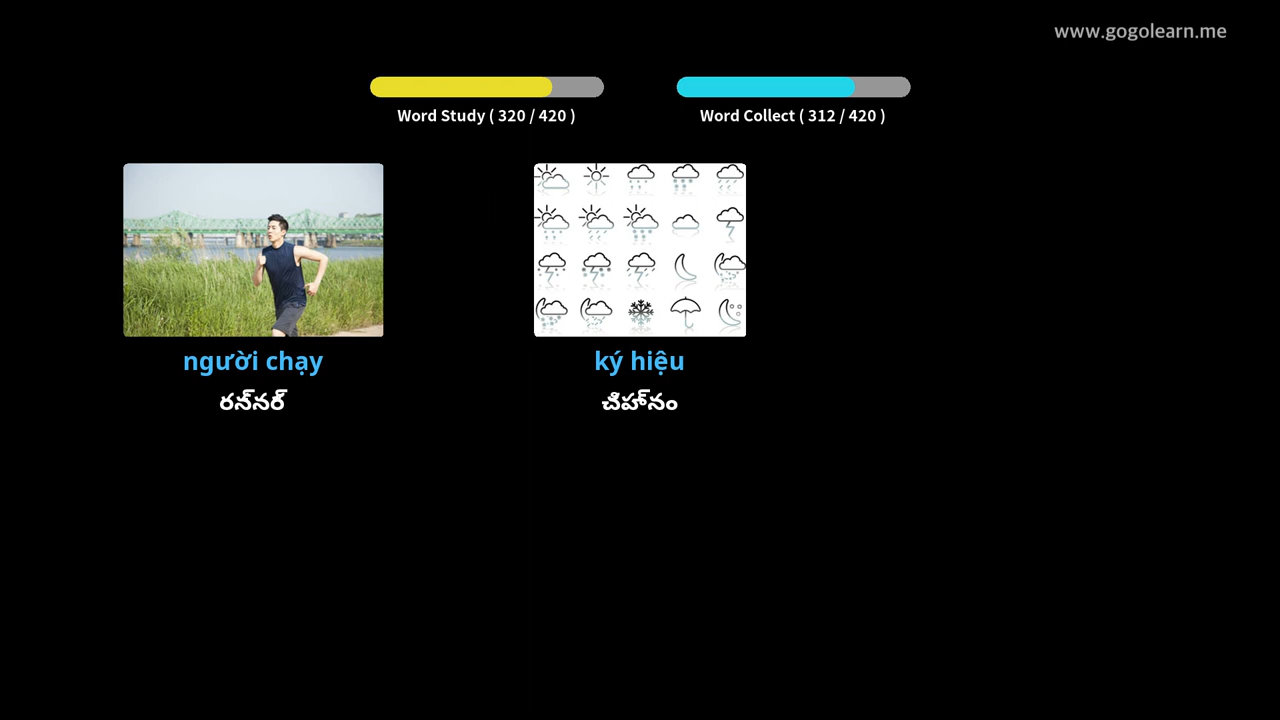 www.gogolearn.me
Word Study ( 320 / 420 )
Word Collect ( 312 / 420 )
người chạy
రన్నర్
ký hiệu
చిహ్నం